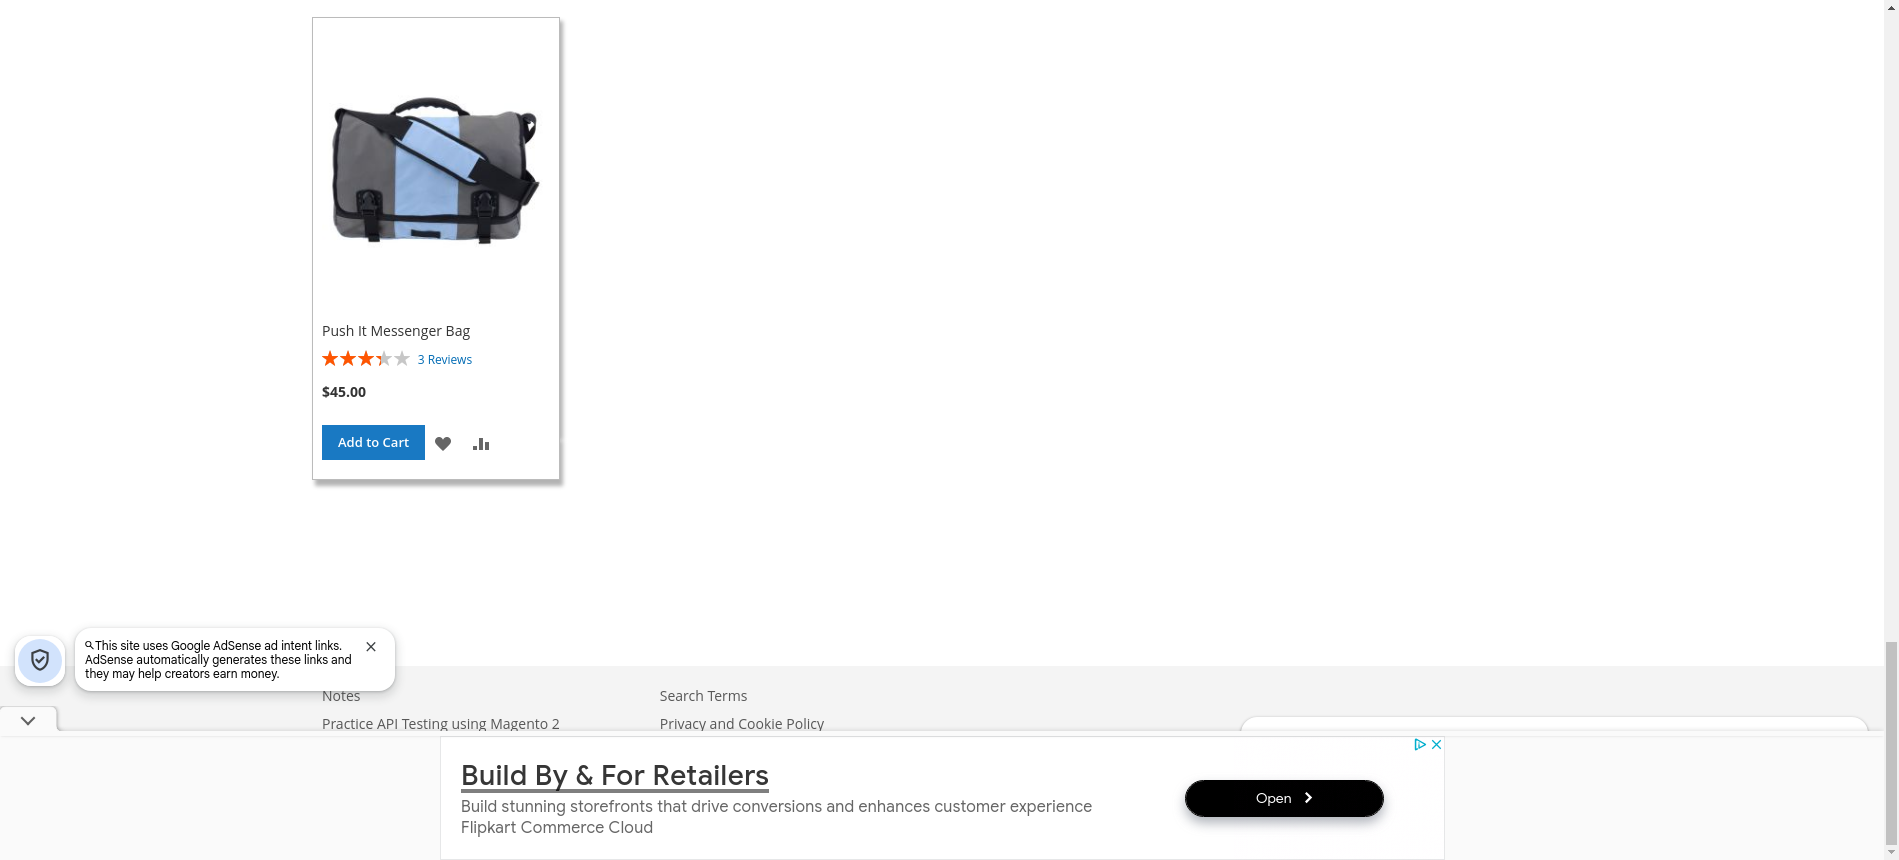 Push It Messenger Bag
3 Reviews
$45.00
Add to Cart
This site uses Google AdSense ad intent links.
AdSense automatically generates these links and
they may help creators earn money.
Notes
Search Terms
Practice API Testing using Magento 2
Privacy and Cookie Policy
Build By & For Retailers
Build stunning storefronts that drive conversions and enhances customer experience
Flipkart Commerce Cloud
Open